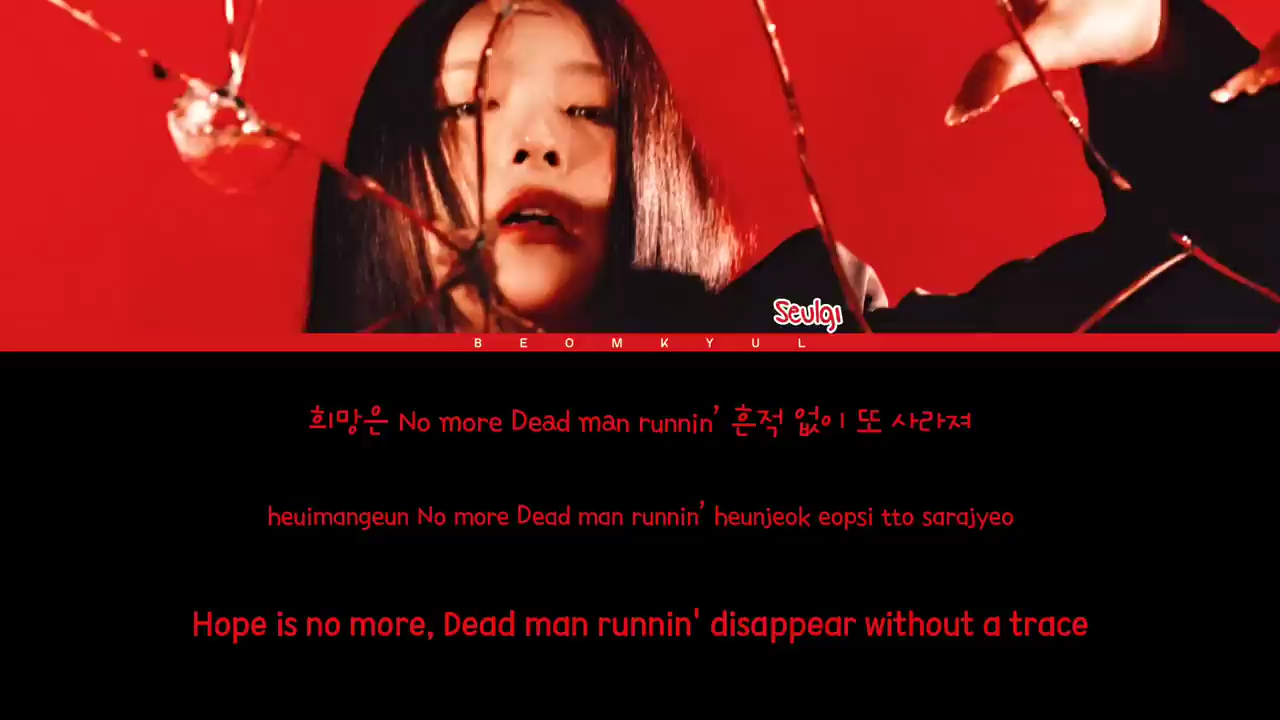 Seulgi
BEOMKYUL
희망은 No more Dead man runnin’ 흔적 없이 또 사라져
heuimangeun No more Dead man runnin’ heunjeok eopsi tto sarajyeo
Hope is no more, Dead man runnin' disappear without a trace